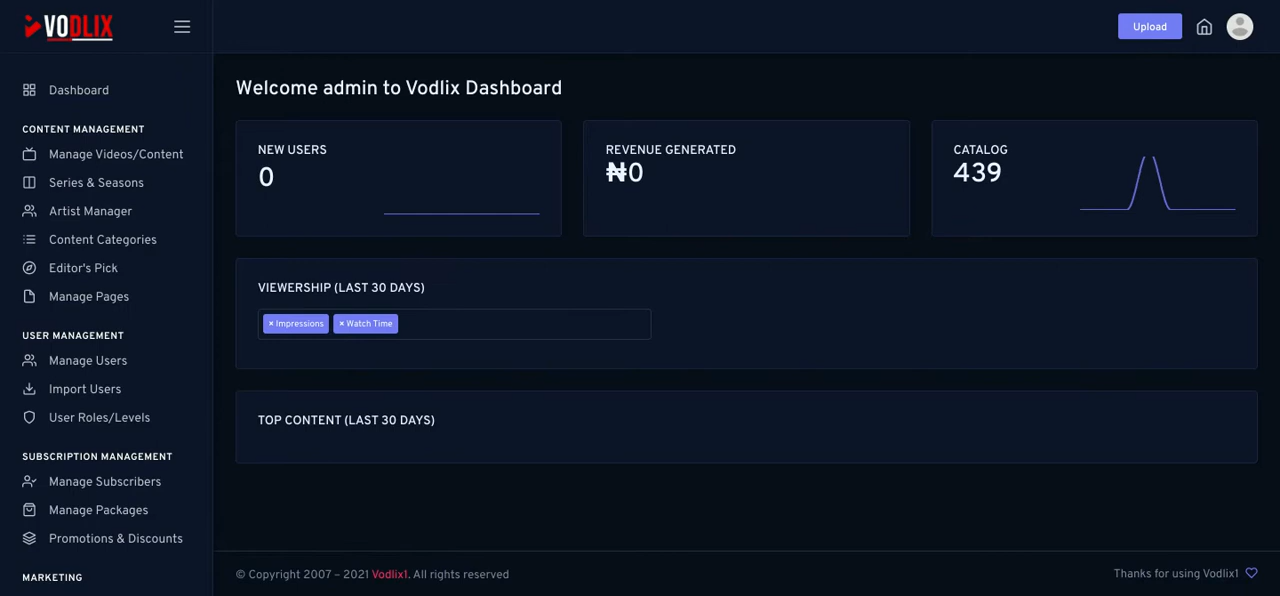 VODLIX
Upload
Dashboard
CONTENT MANAGEMENT
Manage Videos/Content
Series & Seasons
Artist Manager
Content Categories
Editor's Pick
Manage Pages
USER MANAGEMENT
Manage Users
Import Users
User Roles/Levels
SUBSCRIPTION MANAGEMENT
Manage Subscribers
Manage Packages
Promotions & Discounts
MARKETING
Welcome admin to Vodlix Dashboard
NEW USERS
0
REVENUE GENERATED
₦0
CATALOG
439
VIEWERSHIP (LAST 30 DAYS)
× Impressions × Watch Time
TOP CONTENT (LAST 30 DAYS)
© Copyright 2007 – 2021 Vodlix1. All rights reserved
Thanks for using Vodlix1